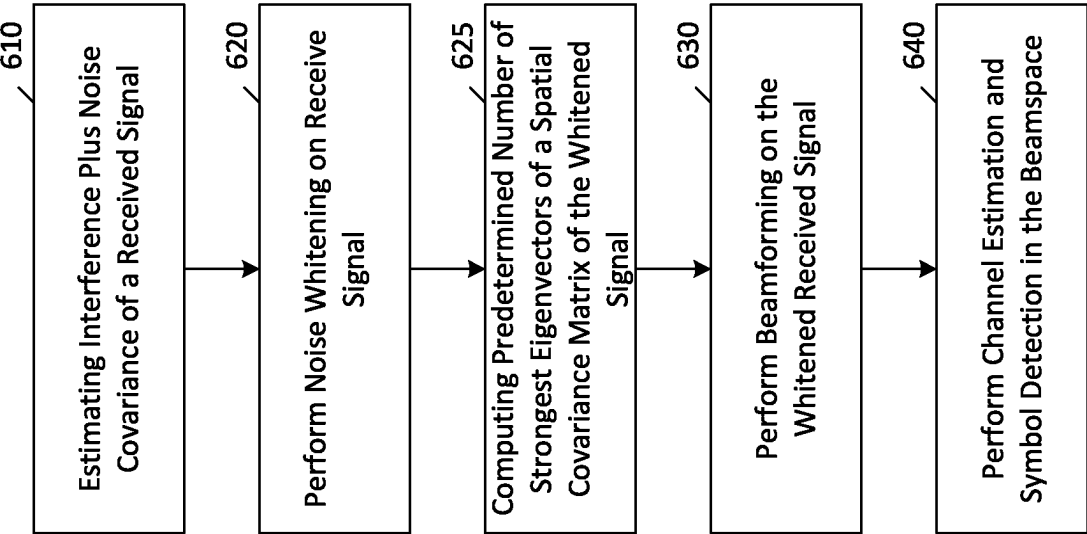 610
Estimating Interference Plus Noise
Covariance of a Received Signal
620
Perform Noise Whitening on Receive
Signal
625
Computing Predetermined Number of
Strongest Eigenvectors of a Spatial
Covariance Matrix of the Whitened
Signal
630
Perform Beamforming on the
Whitened Received Signal
640
Perform Channel Estimation and
Symbol Detection in the Beamspace